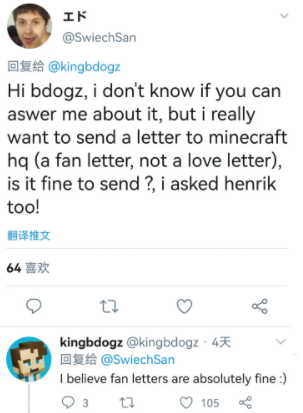 エド
@SwiechSan
回复给 @kingbdogz
Hi bdogz, i don't know if you can
aswer me about it, but i really
want to send a letter to minecraft
hq (a fan letter, not a love letter),
is it fine to send ?, i asked henrik
too!
翻译推文
64 喜欢
kingbdogz @kingbdogz · 4天
回复给 @SwiechSan
I believe fan letters are absolutely fine :)
3 105